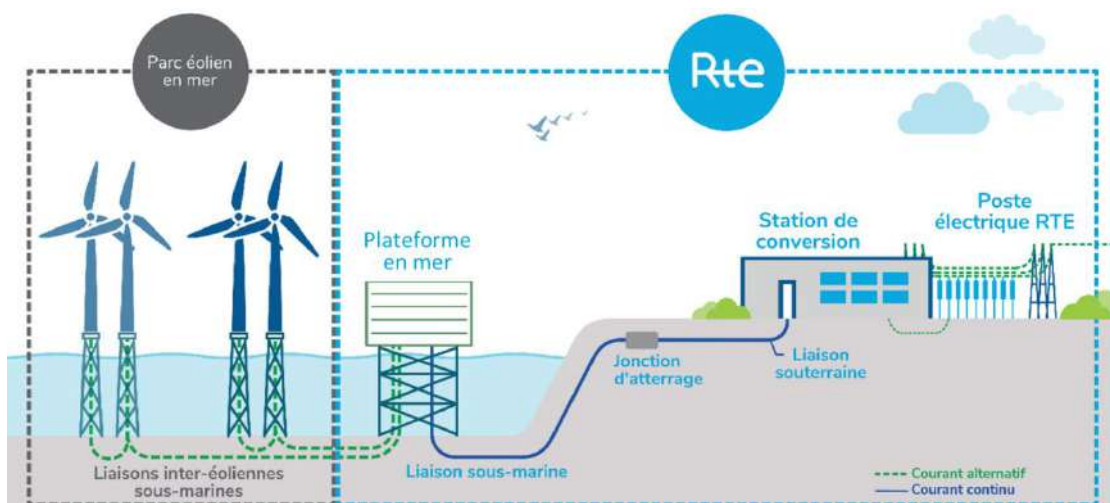 Parc éolien
en mer
Rte
Plateforme
en mer
Station de
conversion
Poste
électrique RTE
Jonction
d'atterrage
Liaison
souterraine
Liaisons inter-éoliennes
sous-marines
Liaison sous-marine
Courant alternatif
Courant continu